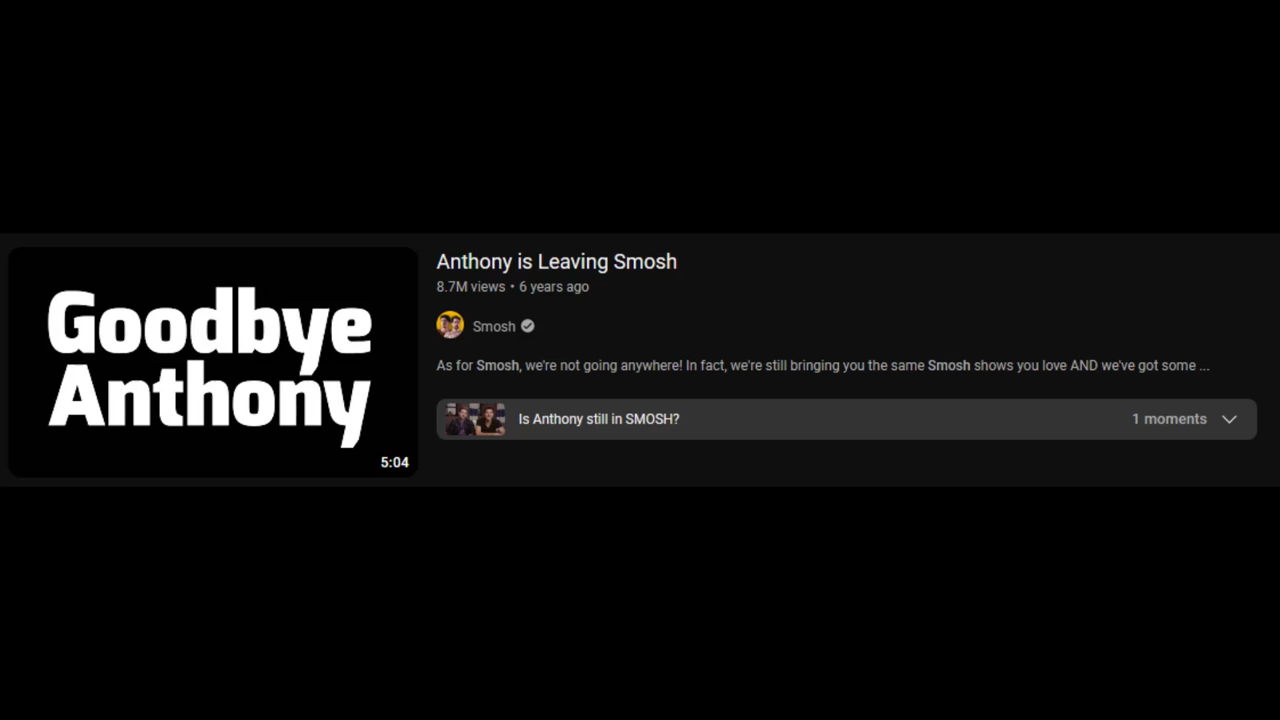 Goodbye
Anthony
5:04
Anthony is Leaving Smosh
8.7M views • 6 years ago
Smosh
As for Smosh, we're not going anywhere! In fact, we're still bringing you the same Smosh shows you love AND we've got some ...
Is Anthony still in SMOSH?
1 moments